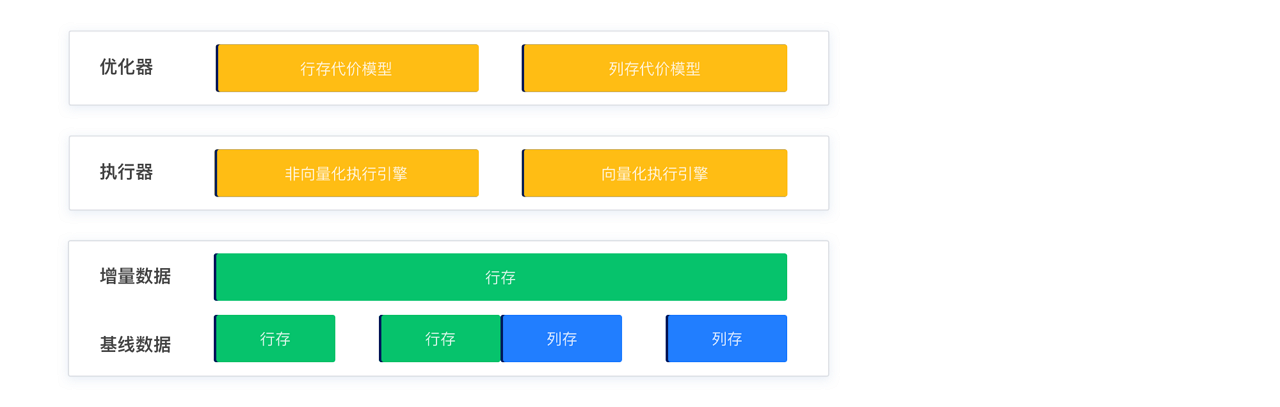 优化器
行存代价模型
列存代价模型
执行器
非向量化执行引擎
向量化执行引擎
增量数据
行存
基线数据
行存
行存
列存
列存